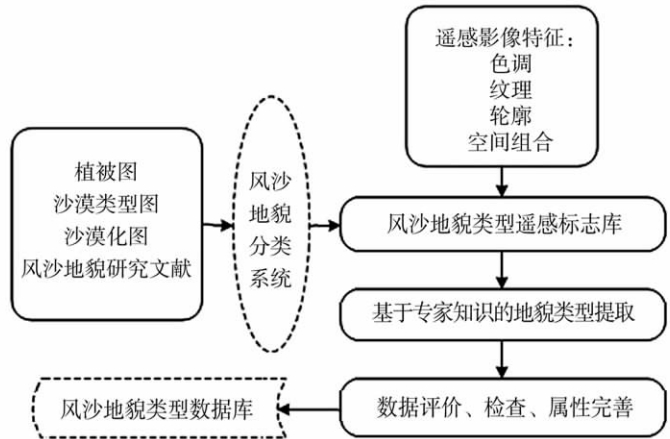 植被图
沙漠类型图
沙漠化图
风沙地貌研究文献
风沙
地貌
分类
系统
遥感影像特征：
色调
纹理
轮廓
空间组合
风沙地貌类型遥感标志库
基于专家知识的地貌类型提取
数据评价、检查、属性完善
风沙地貌类型数据库